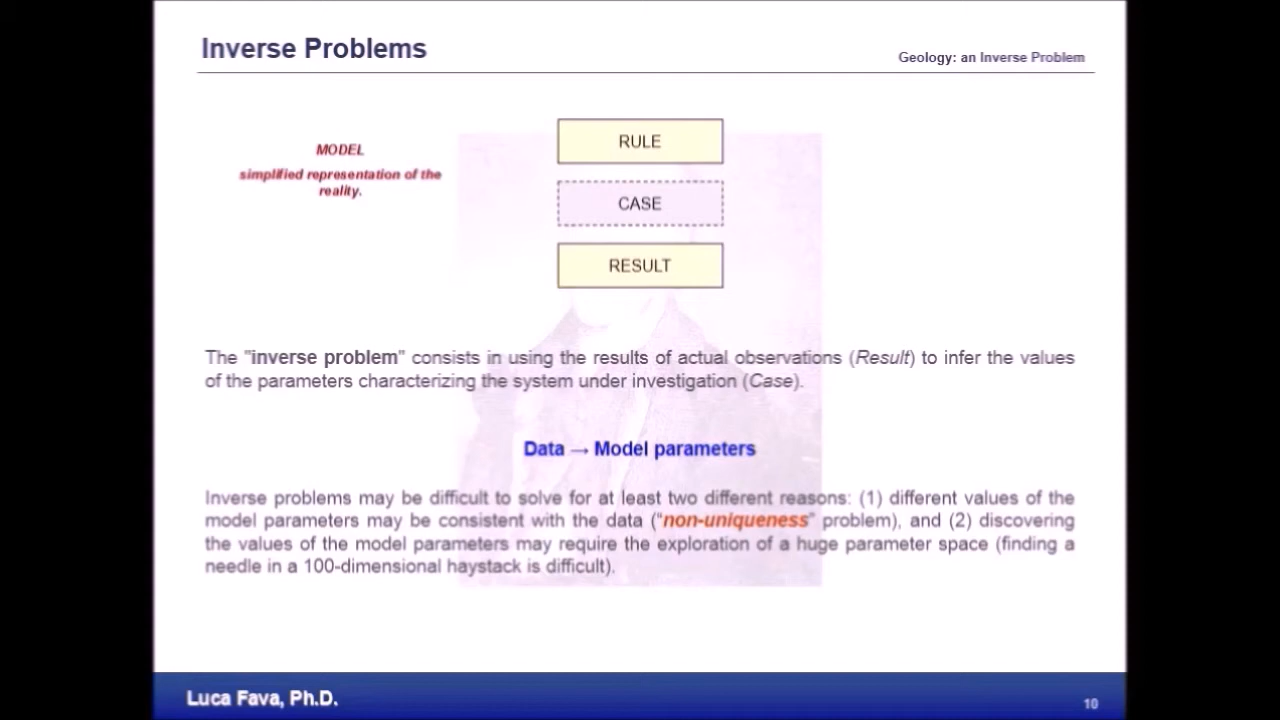 Inverse Problems
Geology: an Inverse Problem
MODEL
simplified representation of the
reality.
RULE
CASE
RESULT
The "inverse problem" consists in using the results of actual observations (Result) to infer the values
of the parameters characterizing the system under investigation (Case).
Data → Model parameters
Inverse problems may be difficult to solve for at least two different reasons: (1) different values of the
model parameters may be consistent with the data ("non-uniqueness" problem), and (2) discovering
the values of the model parameters may require the exploration of a huge parameter space (finding a
needle in a 100-dimensional haystack is difficult).
Luca Fava, Ph.D.
10